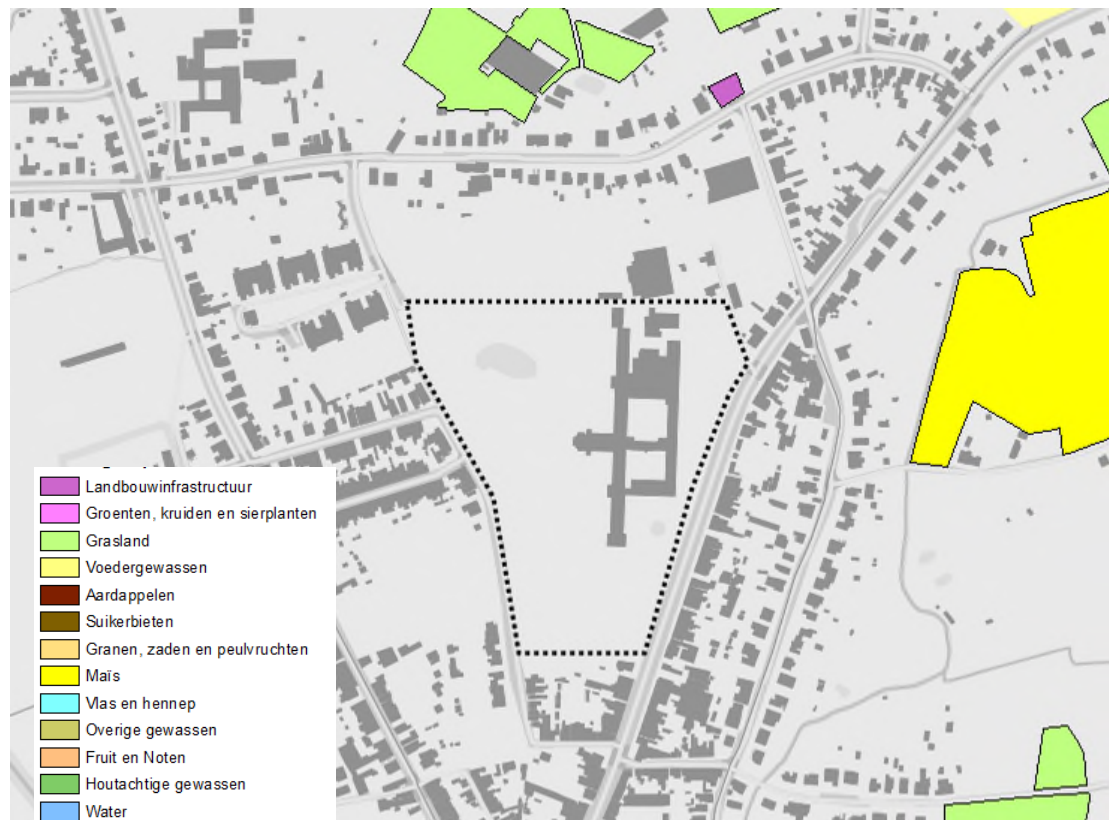 Landbouwinfrastructuur
Groenten, kruiden en sierplanten
Grasland
Voedergewassen
Aardappelen
Suikerbieten
Granen, zaden en peulvruchten
Maïs
Vlas en hennep
Overige gewassen
Fruit en Noten
Houtachtige gewassen
Water